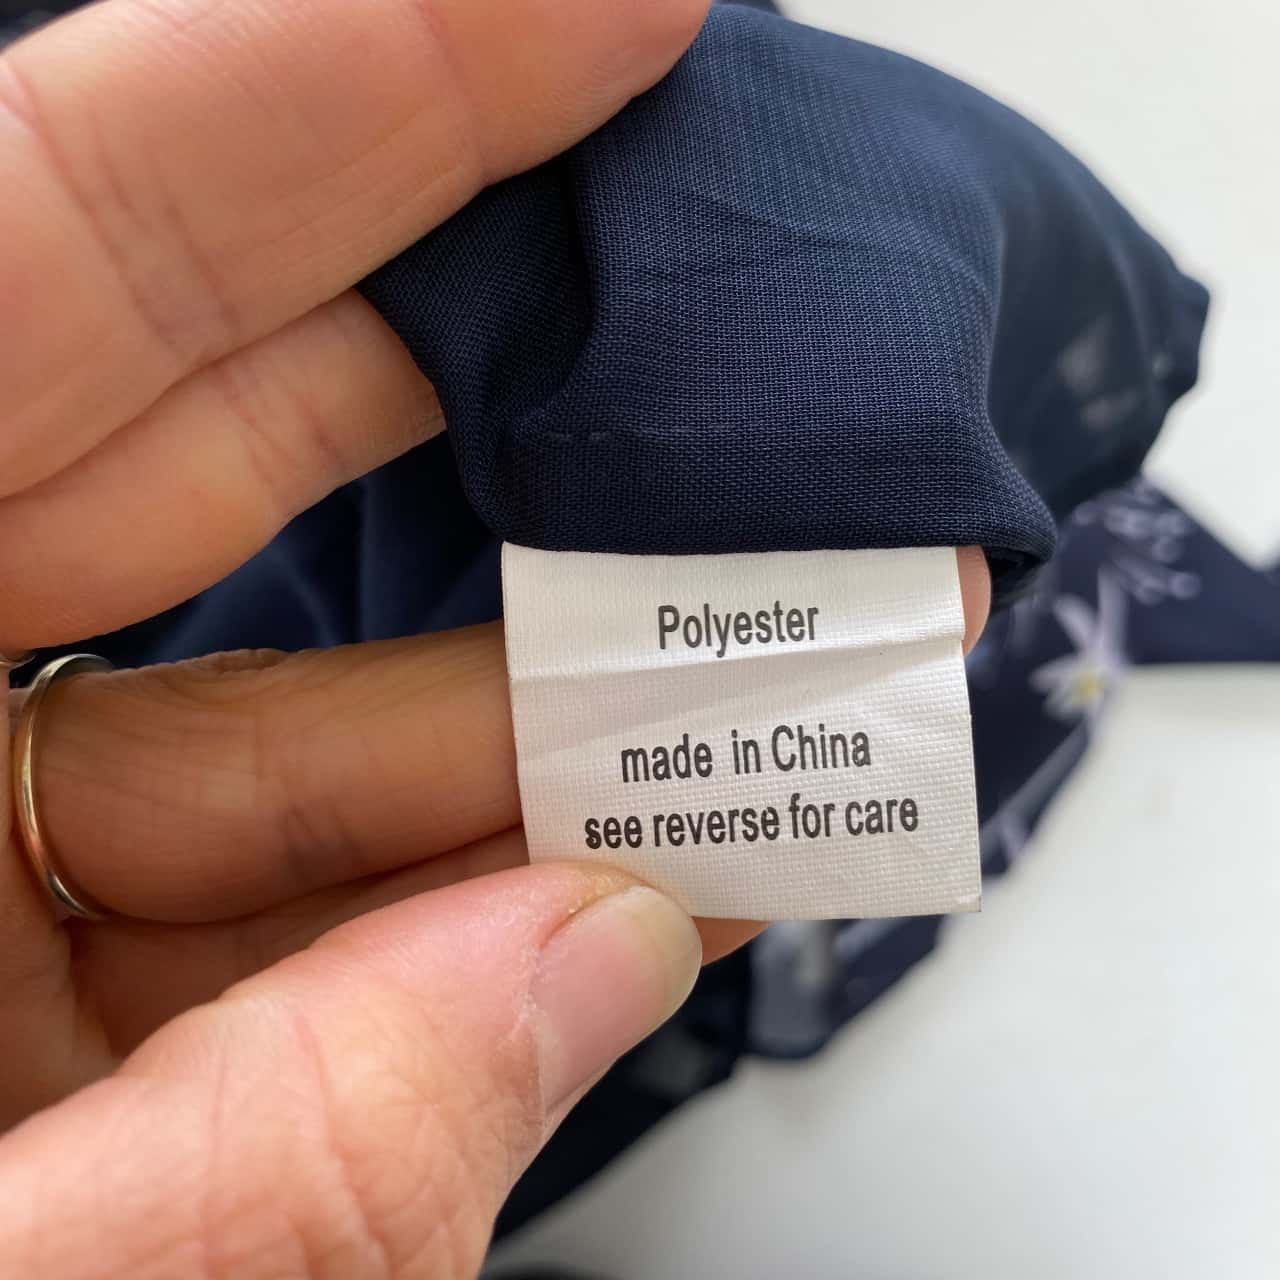 Polyester
made in China
see reverse for care